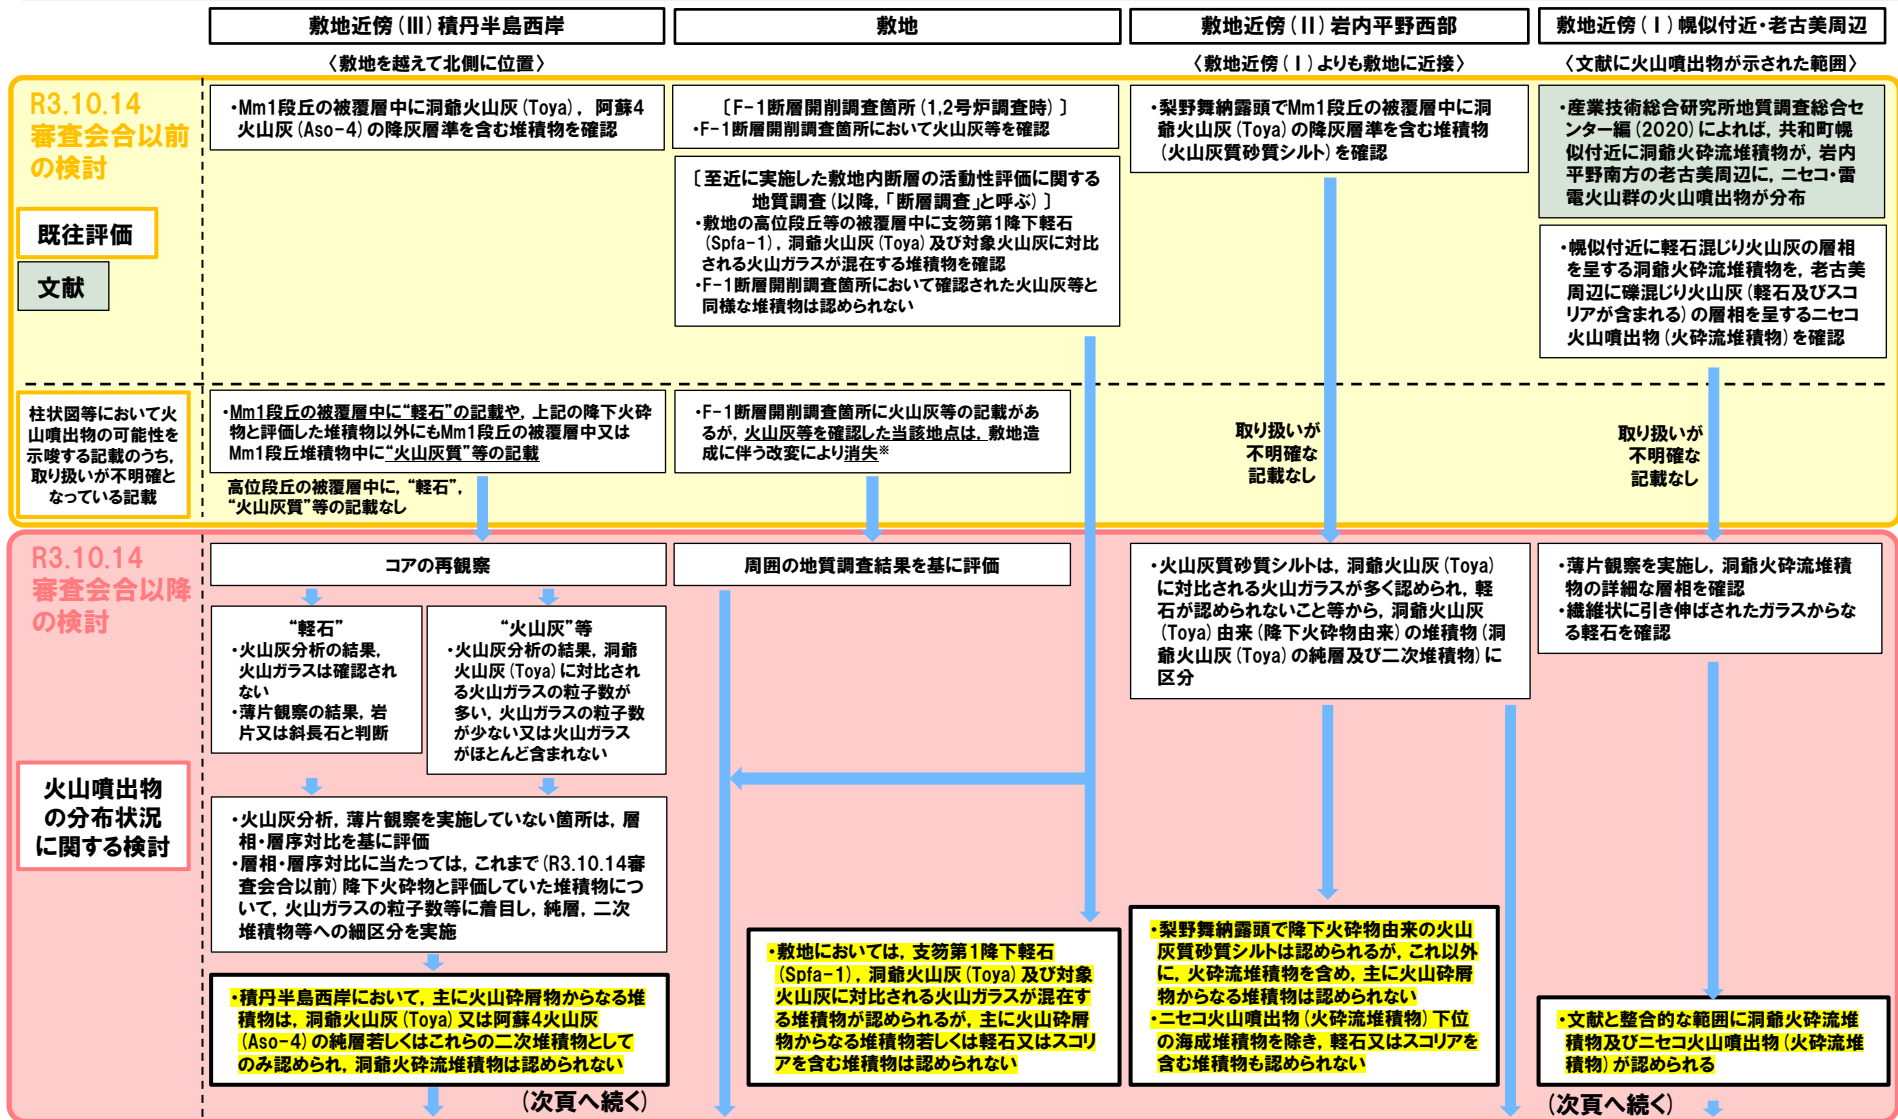 敷地近傍(Ⅲ)積丹半島西岸
敷地
敷地近傍(Ⅱ)岩内平野西部
敷地近傍(Ⅰ)幌似付近・老古美周辺
〈敷地を越えて北側に位置〉
〈敷地近傍(Ⅰ)よりも敷地に近接〉
〈文献に火山噴出物が示された範囲〉
R3.10.14
審査会合以前
の検討
既往評価
文献
・Mm1段丘の被覆層中に洞爺火山灰(Toya), 阿蘇4
火山灰(Aso-4)の降灰層準を含む堆積物を確認
〔F-1断層開削調査箇所(1,2号炉調査時)〕
・F-1断層開削調査箇所において火山灰等を確認
〔至近に実施した敷地内断層の活動性評価に関する
地質調査(以降,「断層調査」と呼ぶ)〕
・敷地の高位段丘等の被覆層中に支笏第1降下軽石
(Spfa-1), 洞爺火山灰(Toya)及び対象火山灰に対比
される火山ガラスが混在する堆積物を確認
・F-1断層開削調査箇所において確認された火山灰等と
同様な堆積物は認められない
・梨野舞納露頭でMm1段丘の被覆層中に洞
爺火山灰(Toya)の降灰層準を含む堆積物
(火山灰質砂質シルト)を確認
・産業技術総合研究所地質調査総合セ
ンター編(2020)によれば, 共和町幌
似付近に洞爺火砕流堆積物が, 岩内
平野南方の老古美周辺に, ニセコ・雷
電火山群の火山噴出物が分布
・幌似付近に軽石混じり火山灰の層相
を呈する洞爺火砕流堆積物を, 老古美
周辺に礫混じり火山灰(軽石及びスコ
リアが含まれる)の層相を呈するニセコ
火山噴出物(火砕流堆積物)を確認
柱状図等において火
山噴出物の可能性を
示唆する記載のうち,
取り扱いが不明確と
なっている記載
・Mm1段丘の被覆層中に“軽石”の記載や, 上記の降下火砕
物と評価した堆積物以外にもMm1段丘の被覆層中又は
Mm1段丘堆積物中に“火山灰質”等の記載
高位段丘の被覆層中に, “軽石”,
“火山灰質”等の記載なし
・F-1断層開削調査箇所に火山灰等の記載があ
るが, 火山灰等を確認した当該地点は, 敷地造
成に伴う改変により消失※
取り扱いが
不明確な
記載なし
取り扱いが
不明確な
記載なし
R3.10.14
審査会合以降
の検討
火山噴出物
の分布状況
に関する検討
コアの再観察
“軽石”
・火山灰分析の結果,
火山ガラスは確認され
ない
・薄片観察の結果, 岩
片又は斜長石と判断
“火山灰”等
・火山灰分析の結果, 洞爺
火山灰(Toya)に対比され
る火山ガラスの粒子数が
多い, 火山ガラスの粒子数
が少ない又は火山ガラス
がほとんど含まれない
・火山灰分析, 薄片観察を実施していない箇所は, 層
相・層序対比を基に評価
・層相・層序対比に当たっては, これまで(R3.10.14審
査会合以前)降下火砕物と評価していた堆積物につ
いて, 火山ガラスの粒子数等に着目し, 純層, 二次
堆積物等への細区分を実施
・積丹半島西岸において, 主に火山砕屑物からなる堆
積物は, 洞爺火山灰(Toya)又は阿蘇4火山灰
(Aso-4)の純層若しくはこれらの二次堆積物として
のみ認められ, 洞爺火砕流堆積物は認められない
(次頁へ続く)
周囲の地質調査結果を基に評価
・敷地においては, 支笏第1降下軽石
(Spfa-1), 洞爺火山灰(Toya)及び対象
火山灰に対比される火山ガラスが混在す
る堆積物が認められるが, 主に火山砕屑
物からなる堆積物若しくは軽石又はスコリ
アを含む堆積物は認められない
・火山灰質砂質シルトは, 洞爺火山灰(Toya)
に対比される火山ガラスが多く認められ, 軽
石が認められないこと等から, 洞爺火山灰
(Toya)由来(降下火砕物由来)の堆積物(洞
爺火山灰(Toya)の純層及び二次堆積物)に
区分
・梨野舞納露頭で降下火砕物由来の火山
灰質砂質シルトは認められるが, これ以外
に, 火砕流堆積物を含め, 主に火山砕屑
物からなる堆積物は認められない
・ニセコ火山噴出物(火砕流堆積物)下位
の海成堆積物を除き, 軽石又はスコリアを
含む堆積物も認められない
・薄片観察を実施し, 洞爺火砕流堆積
物の詳細な層相を確認
・繊維状に引き伸ばされたガラスからな
る軽石を確認
・文献と整合的な範囲に洞爺火砕流堆
積物及びニセコ火山噴出物(火砕流堆
積物)が認められる
(次頁へ続く)